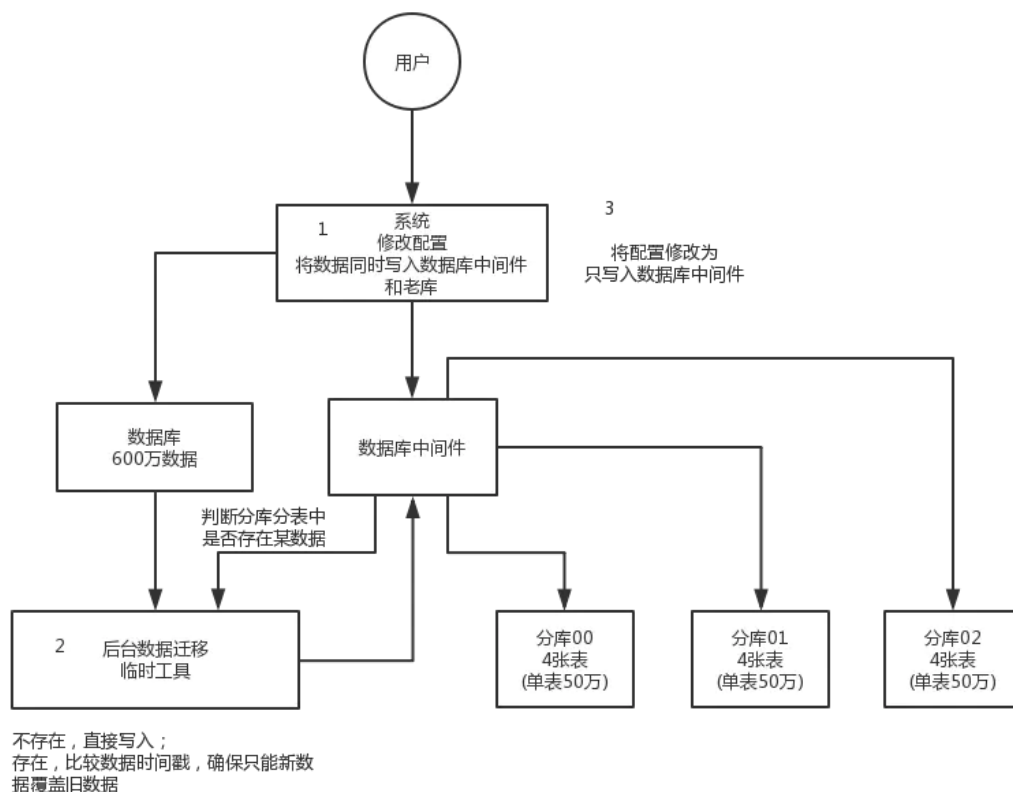 用户
1
系统
修改配置
将数据同时写入数据库中间件
和老库
3
将配置修改为
只写入数据库中间件
数据库
600万数据
数据库中间件
判断分库分表中
是否存在某数据
2
后台数据迁移
临时工具
分库00
4张表
(单表50万)
分库01
4张表
(单表50万)
分库02
4张表
(单表50万)
不存在，直接写入；
存在，比较数据时间戳，确保只能新数
据覆盖旧数据